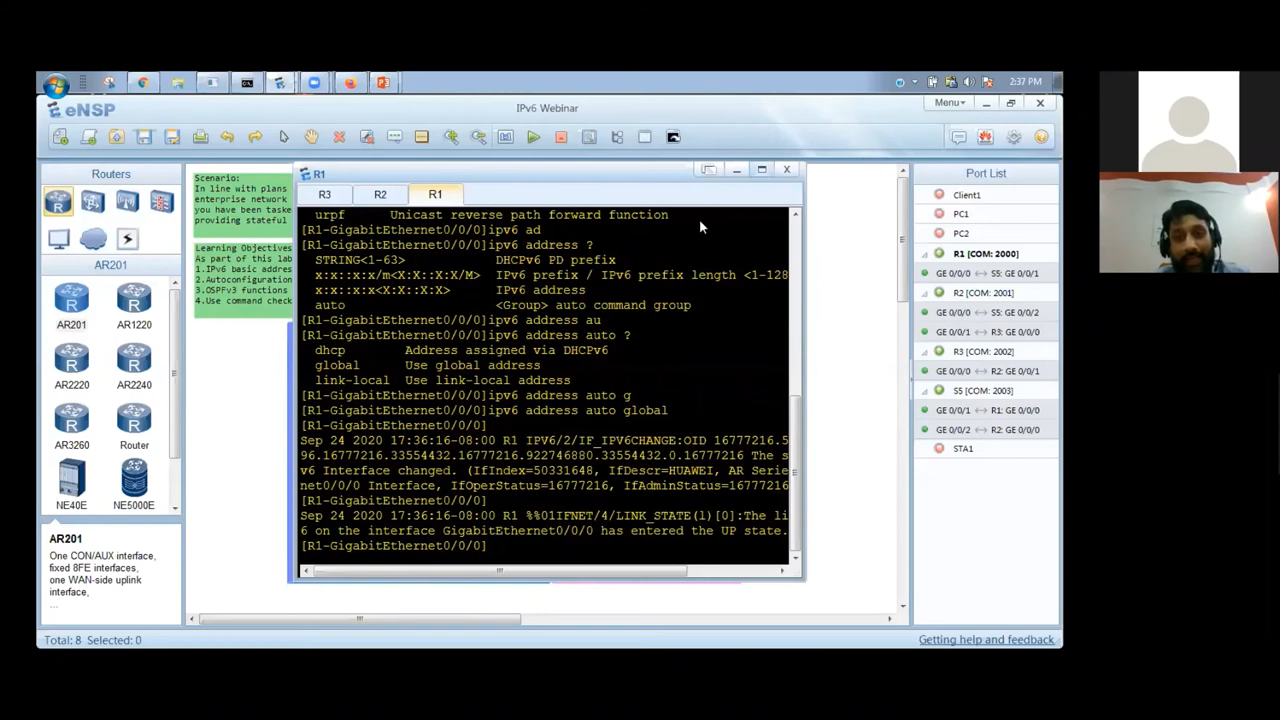 2:37 PM
eNSP
IPv6 Webinar
Menu
Routers
AR201
AR201
AR1220
AR2220
AR2240
AR3260
Router
NE40E
NE5000E
AR201
One CON/AUX interface,
fixed 8FE interfaces,
one WAN-side uplink
interface,
...
Scenario:
In line with plans
enterprise network
you have been taske
providing stateful
Learning Objectives
As part of this lab
1.IPv6 basic addres
2.Autoconfiguration
3.OSPFv3 functions
4.Use command check
R1
R3
R2
R1
urpf Unicast reverse path forward function
[R1-GigabitEthernet0/0/0]ipv6 ad
[R1-GigabitEthernet0/0/0]ipv6 address ?
STRING<1-63> DHCPv6 PD prefix
x:x::x:x/m<X:X::X:X/M> IPv6 prefix / IPv6 prefix length <1-128
x:x::x:x<X:X::X:X> IPv6 address
auto <Group> auto command group
[R1-GigabitEthernet0/0/0]ipv6 address au
[R1-GigabitEthernet0/0/0]ipv6 address auto ?
dhcp Address assigned via DHCPv6
global Use global address
link-local Use link-local address
[R1-GigabitEthernet0/0/0]ipv6 address auto g
[R1-GigabitEthernet0/0/0]ipv6 address auto global
[R1-GigabitEthernet0/0/0]
Sep 24 2020 17:36:16-08:00 R1 IPV6/2/IF_IPV6CHANGE:OID 16777216.5
96.16777216.922746880.33554432.0.16777216 The s
v6 Interface changed. (IfIndex=50331648, IfDescr=HUAWEI, AR Serie
net0/0/0 Interface, IfOperStatus=16777216, IfAdminStatus=16777216
[R1-GigabitEthernet0/0/0]
Sep 24 2020 17:36:16-08:00 R1 %%01IFNET/4/LINK_STATE(l)[0]:The li
6 on the interface GigabitEthernet0/0/0 has entered the UP state.
[R1-GigabitEthernet0/0/0]
Port List
Client1
PC1
PC2
R1 [COM: 2000]
GE 0/0/0 S5: GE 0/0/1
R2 [COM: 2001]
GE 0/0/0 S5: GE 0/0/2
GE 0/0/1 R3: GE 0/0/0
R3 [COM: 2002]
GE 0/0/0 R2: GE 0/0/1
S5 [COM: 2003]
GE 0/0/1 R1: GE 0/0/0
GE 0/0/2 R2: GE 0/0/0
STA1
Total: 8 Selected: 0
Getting help and feedback